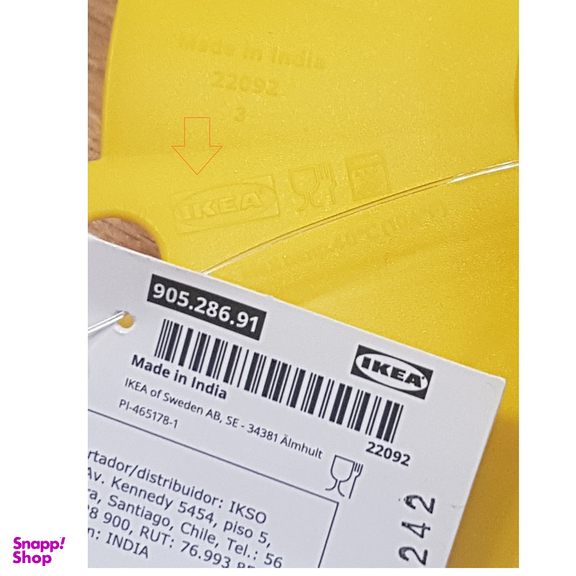 Made in India
22092
3
IKEA
905.286.91
IKEA
Made in India
IKEA of Sweden AB, SE - 34381 Älmhult
PI-465178-1
22092
rtador/distribuidor: IKSO
Av. Kennedy 5454, piso 5,
ra, Santiago, Chile, Tel.: 56
900, RUT: 76.993
n: INDIA
242
Snapp!
Shop